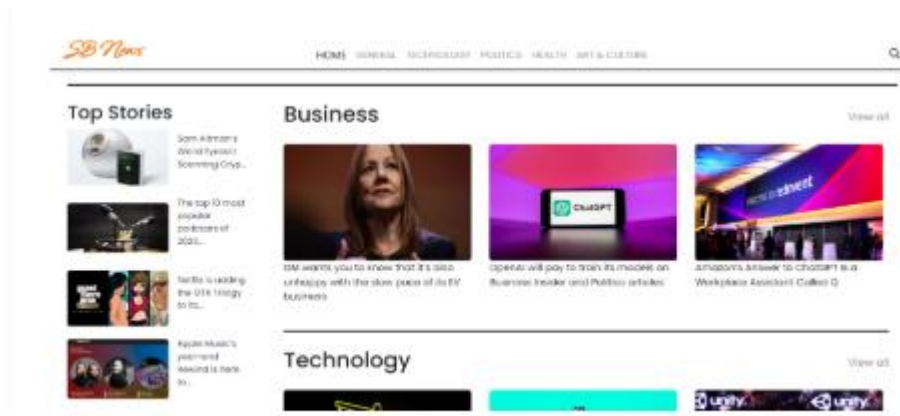 SB News
HOME GENERAL TECHNOLOGY POLITICS HEALTH ART & CULTURE
Top Stories
Sam Altman's
World Eyeball
Scanning Cryp...
The top 10 most
popular
podcasts of
2023...
Netflix is adding
the GTA trilogy
to its...
Apple Music's
year-end
Rewind is here
to...
Business
View all
ChatGPT
re:Invent
GM wants you to know that it's also
unhappy with the slow pace of its EV
business
OpenAI will pay to train its models on
Business Insider and Politico articles
Amazon's Answer to ChatGPT Is a
Workplace Assistant Called Q
Technology
View all
unity
unity